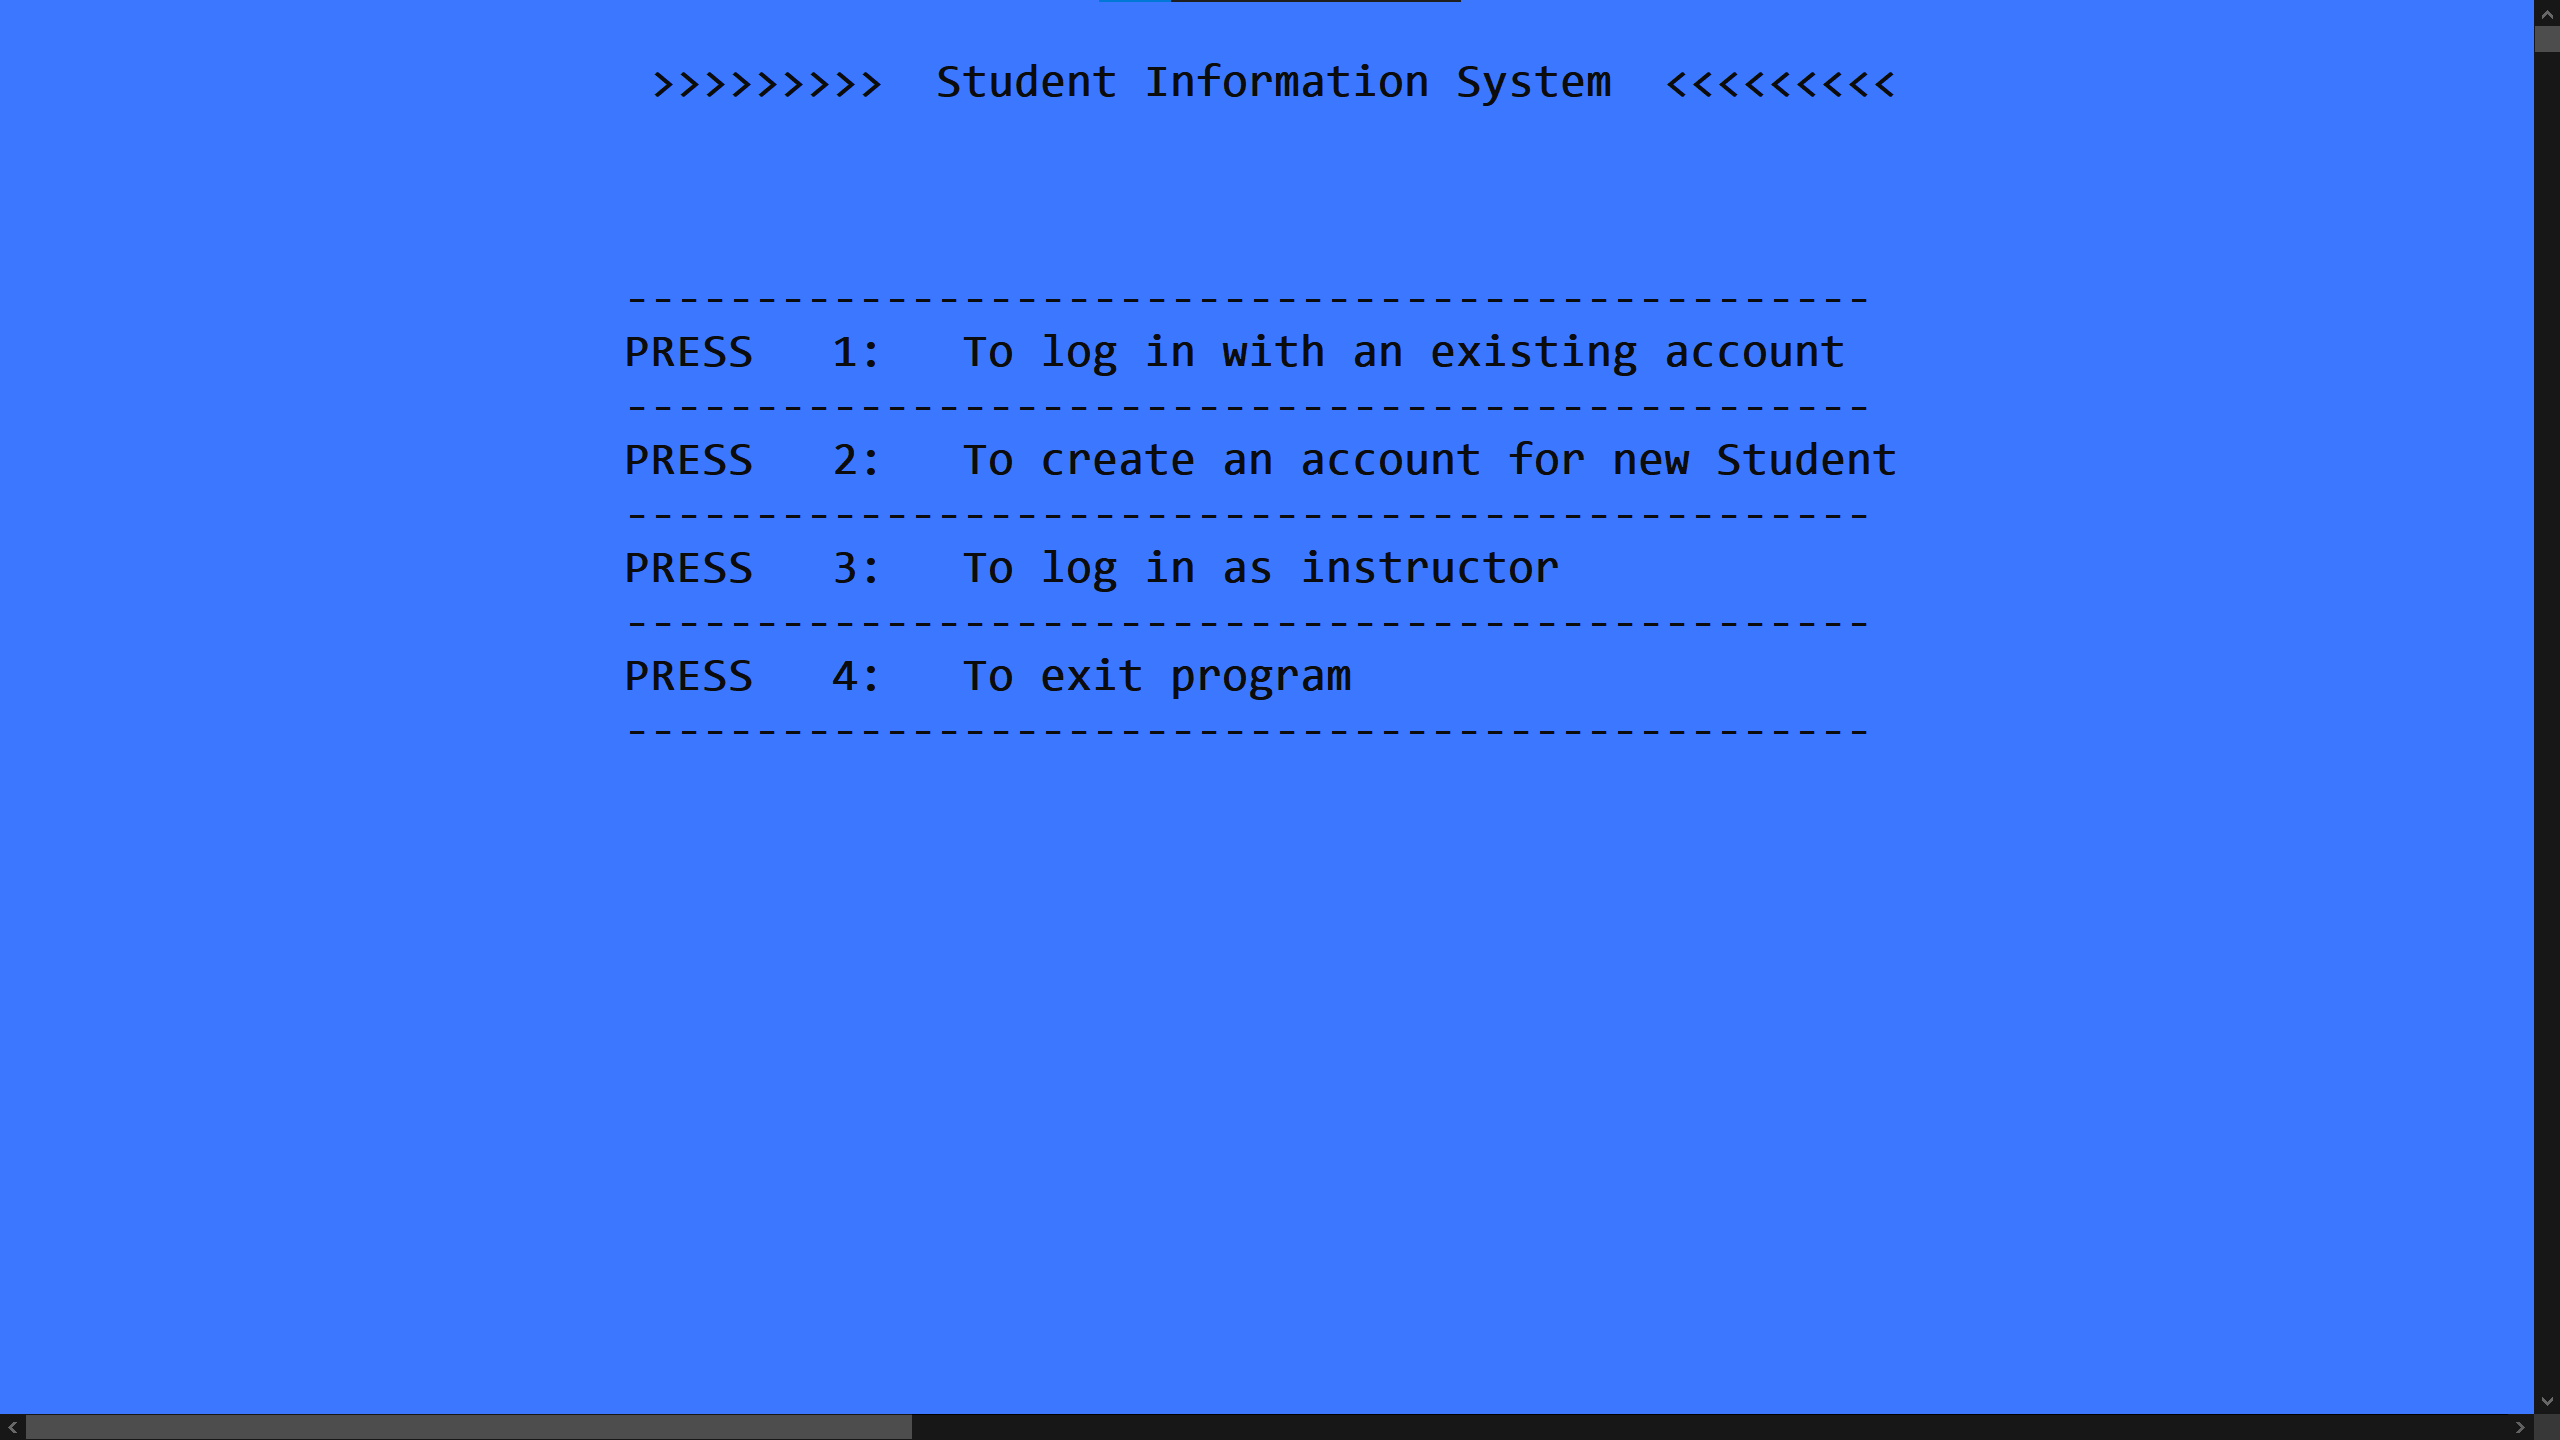 >>>>>>>>>  Student Information System  <<<<<<<<<
------------------------------------------------
PRESS   1:   To log in with an existing account
------------------------------------------------
PRESS   2:   To create an account for new Student
------------------------------------------------
PRESS   3:   To log in as instructor
------------------------------------------------
PRESS   4:   To exit program
------------------------------------------------